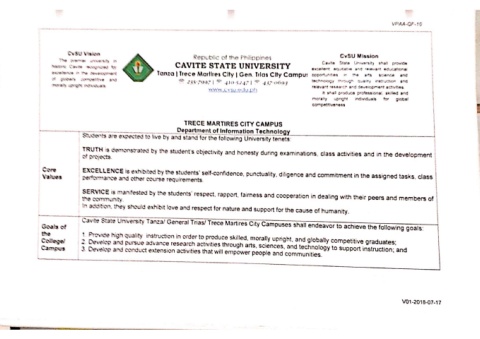 VPAA-QF-10
CvSU Vision
The premier university in
historic Cavite recognized for
excellence in the development
of globally competitive and
morally upright individuals.
Republic of the Philippines
CAVITE STATE UNIVERSITY
Tanza | Trece Martires City | Gen. Trias City Campus
www.cvsu.edu.ph
CvSU Mission
Cavite State University shall provide
excellent, equitable and relevant educational
opportunities in the arts, science and
technology through quality instruction and
relevant research and development activities.
It shall produce professional, skilled and
morally upright individuals for global
competitiveness.
TRECE MARTIRES CITY CAMPUS
Department of Information Technology
Core
Values
Students are expected to live by and stand for the following University tenets:
TRUTH is demonstrated by the student's objectivity and honesty during examinations, class activities and in the development
of projects.
EXCELLENCE is exhibited by the students' self-confidence, punctuality, diligence and commitment in the assigned tasks, class
performance and other course requirements.
SERVICE is manifested by the students' respect, rapport, fairness and cooperation in dealing with their peers and members of
the community.
In addition, they should exhibit love and respect for nature and support for the cause of humanity.
Goals of
the
College/
Campus
Cavite State University Tanza/ General Trias/ Trece Martires City Campuses shall endeavor to achieve the following goals:
1. Provide high quality instruction in order to produce skilled, morally upright, and globally competitive graduates;
2. Develop and pursue advance research activities through arts, sciences, and technology to support instruction; and
3. Develop and conduct extension activities that will empower people and communities.
V01-2018-07-17